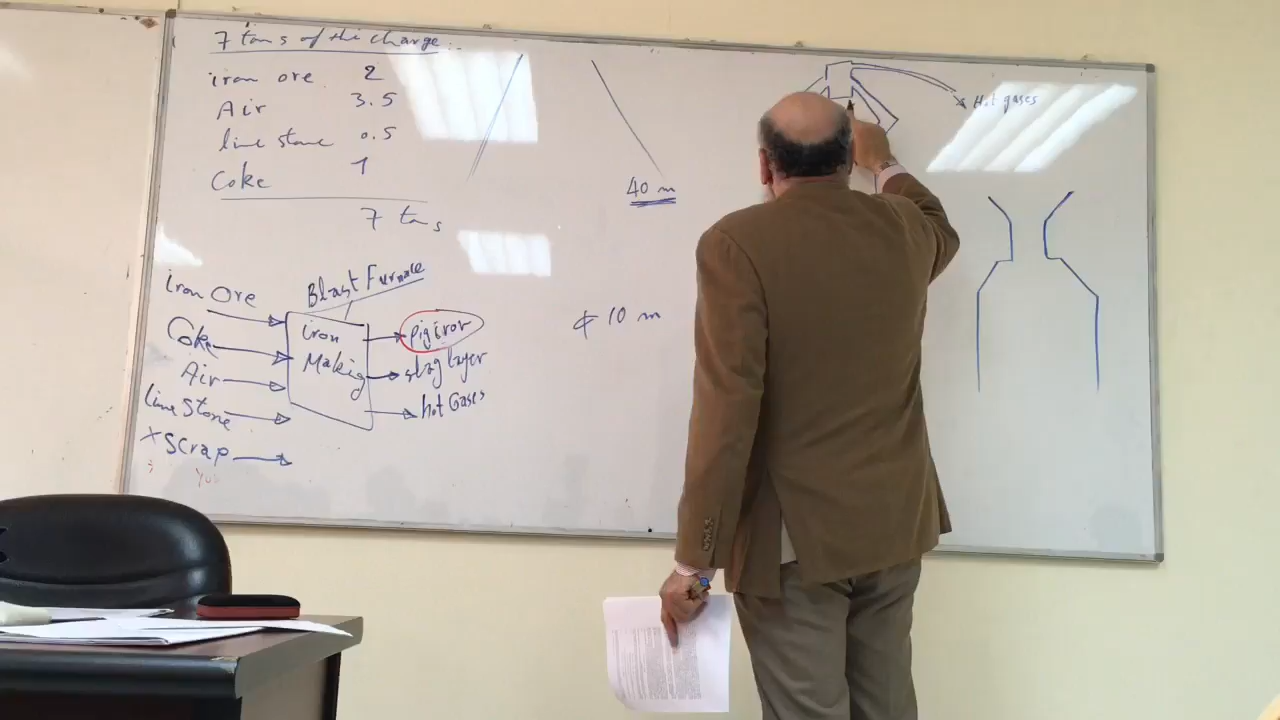 7 tons of the charge
iron ore 2
Air 3.5
lime stone 0.5
Coke 1
7 tons
Blast Furnace
iron Ore
Coke
Air
lime stone
× scrap
iron
Making
pig iron
slag layer
hot Gases
40 m
¢ 10 m
Hot gases